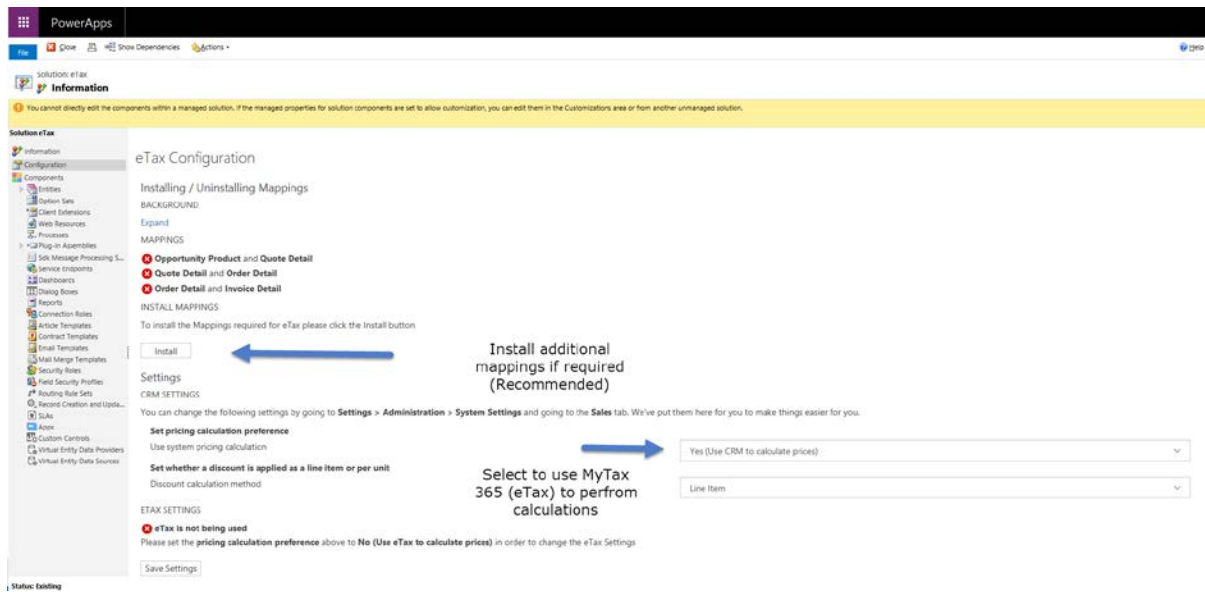 PowerApps
File
Close
Show Dependencies
Actions
Help
Solution: eTax
Information
You cannot directly edit the components within a managed solution. If the managed properties for solution components are set to allow customization, you can edit them in the Customizations area or from another unmanaged solution.
Solution eTax
Information
Configuration
Components
Entities
Option Sets
Client Extensions
Web Resources
Processes
Plug-in Assemblies
Sdk Message Processing S...
Service Endpoints
Dashboards
Dialog Boxes
Reports
Connection Roles
Article Templates
Contract Templates
Email Templates
Mail Merge Templates
Security Roles
Field Security Profiles
Routing Rule Sets
Record Creation and Upda...
SLAs
Apps
Custom Controls
Virtual Entity Data Providers
Virtual Entity Data Sources
eTax Configuration
Installing / Uninstalling Mappings
BACKGROUND
Expand
MAPPINGS
Opportunity Product and Quote Detail
Quote Detail and Order Detail
Order Detail and Invoice Detail
INSTALL MAPPINGS
To install the Mappings required for eTax please click the Install button
Install
Install additional
mappings if required
(Recommended)
Settings
CRM SETTINGS
You can change the following settings by going to Settings > Administration > System Settings and going to the Sales tab. We've put them here for you to make things easier for you.
Set pricing calculation preference
Use system pricing calculation
Yes (Use CRM to calculate prices)
Set whether a discount is applied as a line item or per unit
Discount calculation method
Line Item
Select to use MyTax
365 (eTax) to perfrom
calculations
ETAX SETTINGS
eTax is not being used
Please set the pricing calculation preference above to No (Use eTax to calculate prices) in order to change the eTax Settings
Save Settings
Status: Existing